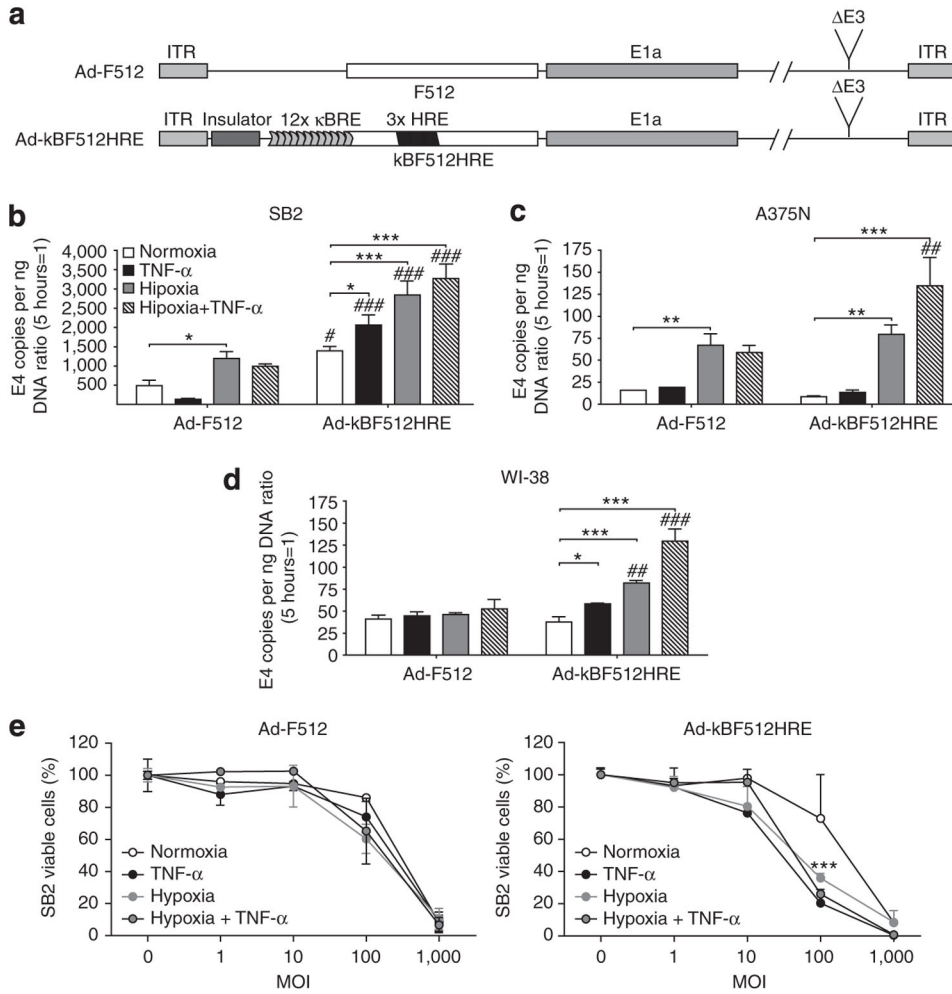 a
ΔE3
ITR
E1a
ITR
Ad-F512
F512
ΔE3
ITR
Insulator
12x κBRE
3x HRE
E1a
ITR
Ad-kBF512HRE
kBF512HRE
b
SB2
E4 copies per ng
DNA ratio (5 hours=1)
4,000
3,500
3,000
2,500
2,000
1,500
1,000
500
Normoxia
TNF-α
Hipoxia
Hipoxia+TNF-α
*
***
***
*
#
###
###
###
Ad-F512
Ad-kBF512HRE
c
A375N
E4 copies per ng
DNA ratio (5 hours=1)
175
150
125
100
75
50
25
0
**
***
**
##
Ad-F512
Ad-kBF512HRE
d
WI-38
E4 copies per ng DNA ratio
(5 hours=1)
175
150
125
100
75
50
25
0
***
***
*
##
###
Ad-F512
Ad-kBF512HRE
e
Ad-F512
SB2 viable cells (%)
120
100
80
60
40
20
0
Normoxia
TNF-α
Hypoxia
Hypoxia + TNF-α
0
1
10
100
1,000
MOI
Ad-kBF512HRE
SB2 viable cells (%)
120
100
80
60
40
20
0
Normoxia
TNF-α
Hypoxia
Hypoxia + TNF-α
***
0
1
10
100
1,000
MOI